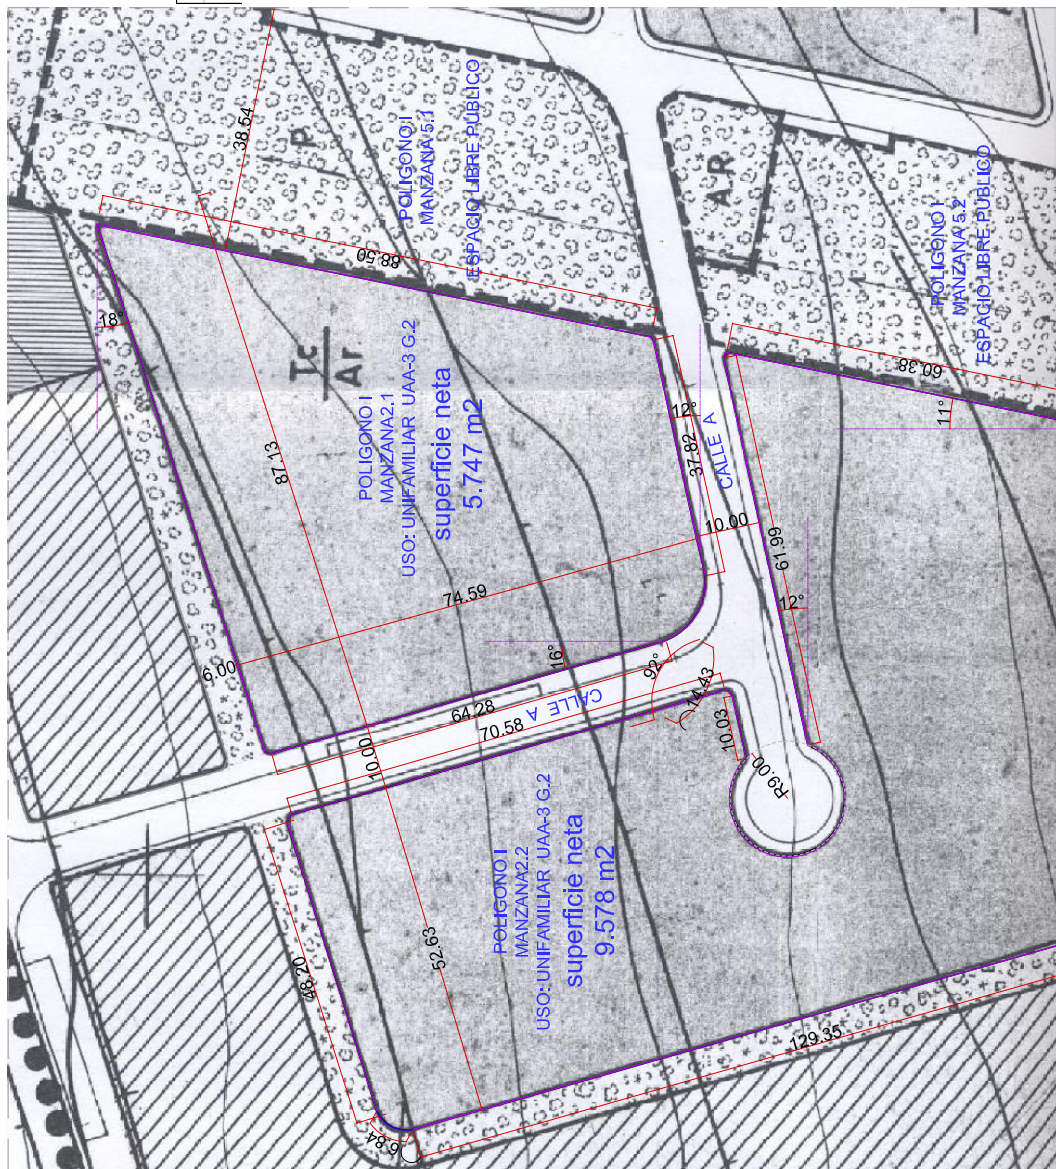 38.54
P
POLIGONO I
MANZANA 5.1
ESPACIO LIBRE PUBLICO
AR
POLIGONO I
MANZANA 5.2
ESPACIO LIBRE PUBLICO
88.50
18°
Tc
Ar
POLIGONO I
MANZANA2.1
USO: UNIFAMILIAR UAA-3 G.2
superficie neta
5.747 m2
60.38
11°
12°
37.82
CALLE A
87.13
10.00
61.99
74.59
12°
6.00
16°
92°
14.43
64.28
CALLE A
70.58
10.03
10.00
R9.00
POLIGONO I
MANZANA2.2
USO: UNIFAMILIAR UAA-3 G.2
superficie neta
9.578 m2
52.63
48.20
129.35
6.84